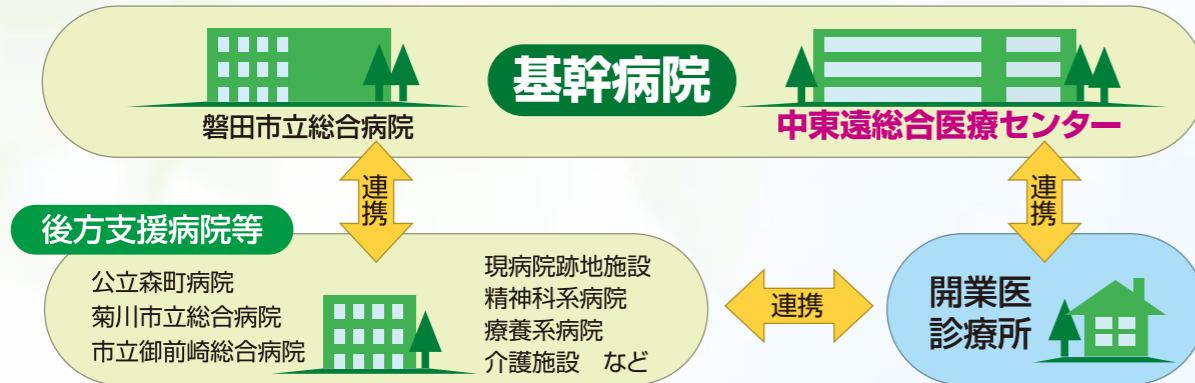 基幹病院
磐田市立総合病院
中東遠総合医療センター
連携
連携
後方支援病院等
公立森町病院
菊川市立総合病院
市立御前崎総合病院
現病院跡地施設
精神科系病院
療養系病院
介護施設　など
連携
開業医
診療所